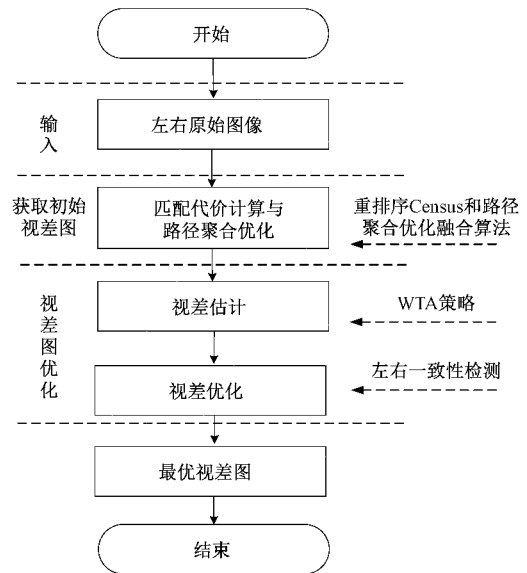 开始
输入
左右原始图像
获取初始
视差图
匹配代价计算与
路径聚合优化
重排序Census和路径
聚合优化融合算法
视差图优化
视差估计
WTA策略
视差优化
左右一致性检测
最优视差图
结束